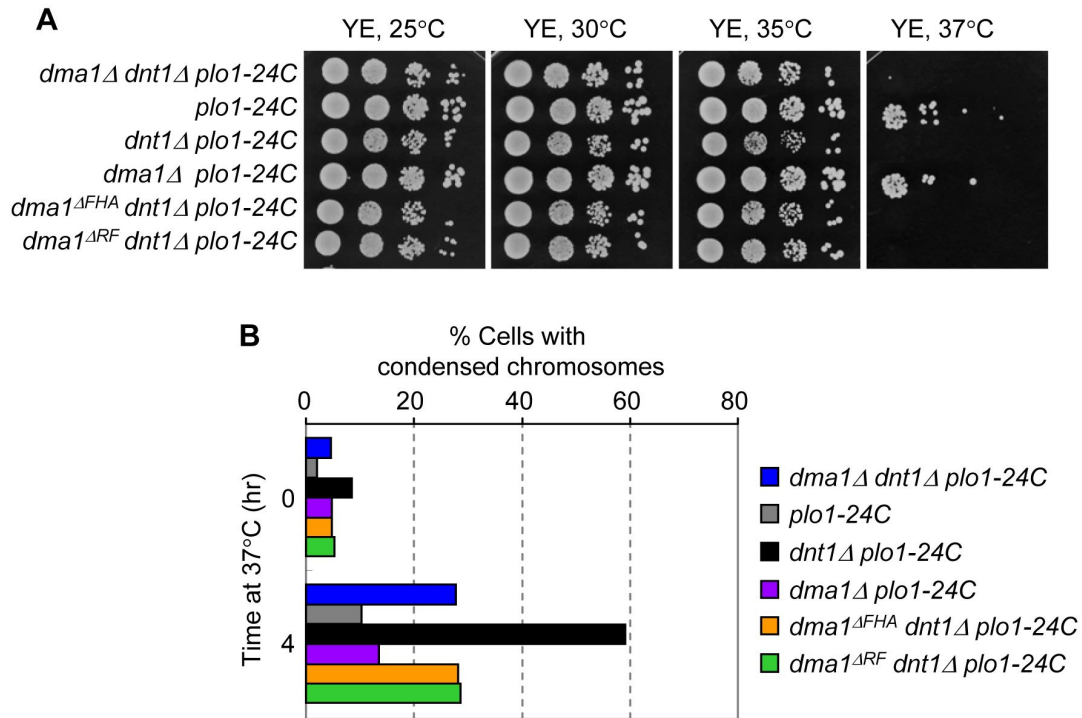 A
YE, 25°C YE, 30°C YE, 35°C YE, 37°C
dma1Δ dnt1Δ plo1-24C
plo1-24C
dnt1Δ plo1-24C
dma1Δ plo1-24C
dma1ΔFHA dnt1Δ plo1-24C
dma1ΔRF dnt1Δ plo1-24C
B
% Cells with
condensed chromosomes
0 20 40 60 80
Time at 37°C (hr)
0
4
dma1Δ dnt1Δ plo1-24C
plo1-24C
dnt1Δ plo1-24C
dma1Δ plo1-24C
dma1ΔFHA dnt1Δ plo1-24C
dma1ΔRF dnt1Δ plo1-24C